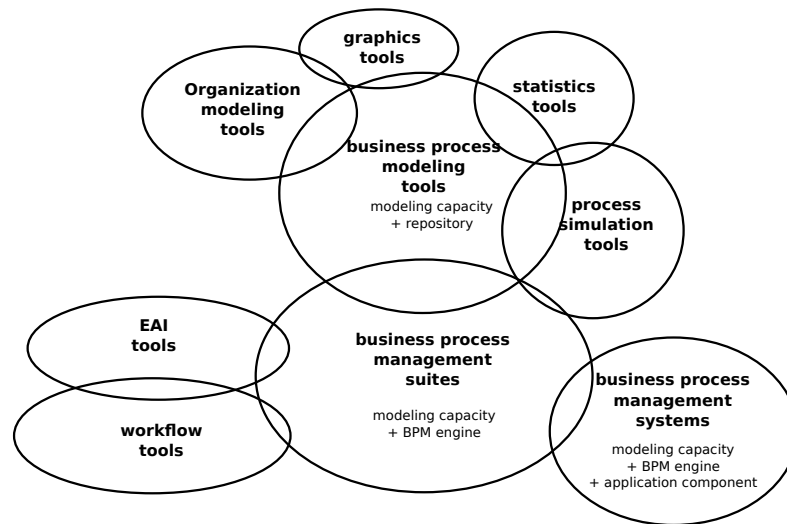 graphics
tools
Organization
modeling
tools
statistics
tools
business process
modeling
tools
modeling capacity
+ repository
process
simulation
tools
EAI
tools
business process
management
suites
modeling capacity
+ BPM engine
workflow
tools
business process
management
systems
modeling capacity
+ BPM engine
+ application component